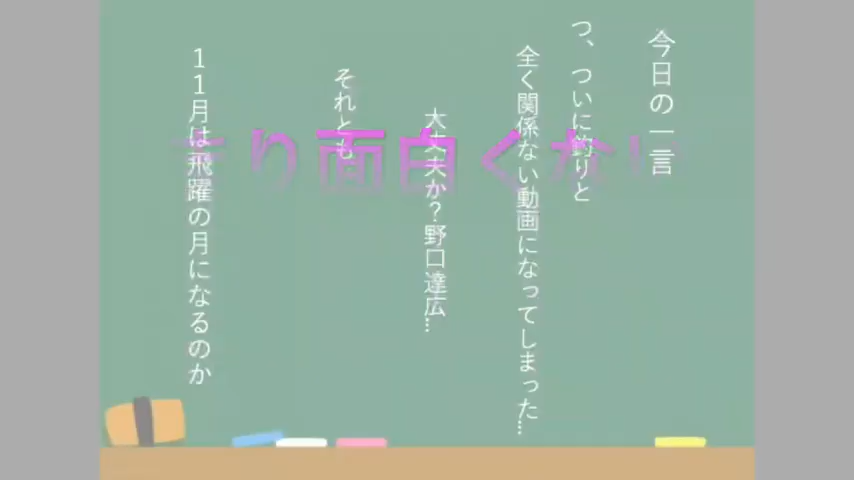 今日の一言
つ、ついに釣りと
全く関係ない動画になってしまった…
大丈夫か？野口達広…
それとも
１１月は飛躍の月になるのか
まり面白くない